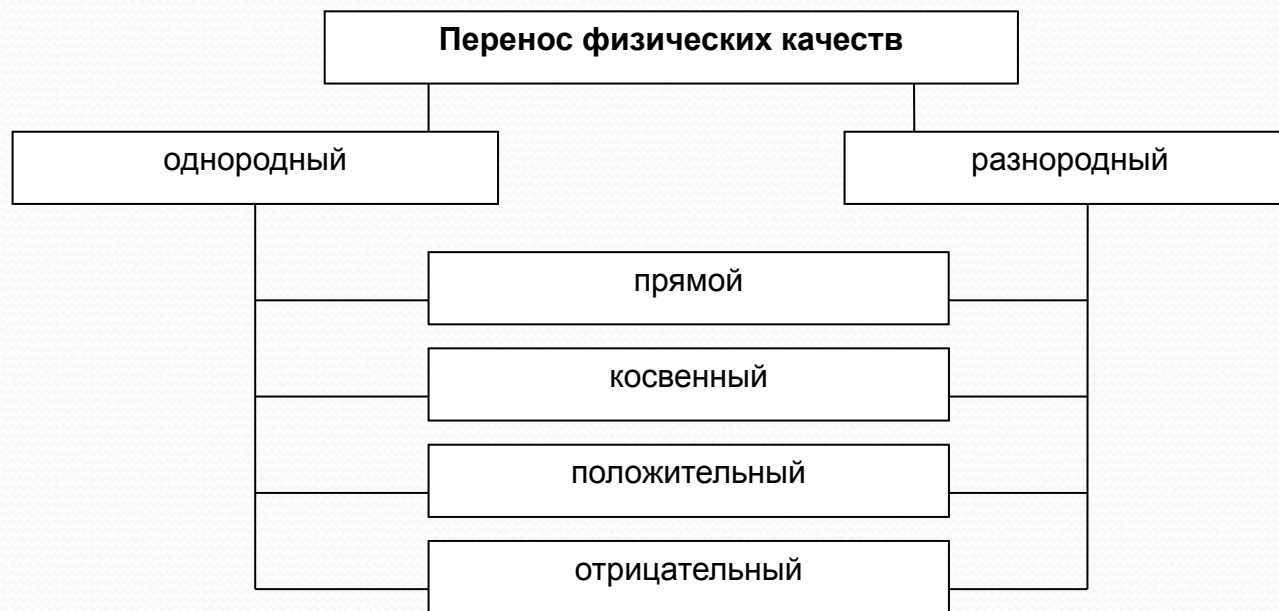 Перенос физических качеств
однородный
разнородный
прямой
косвенный
положительный
отрицательный